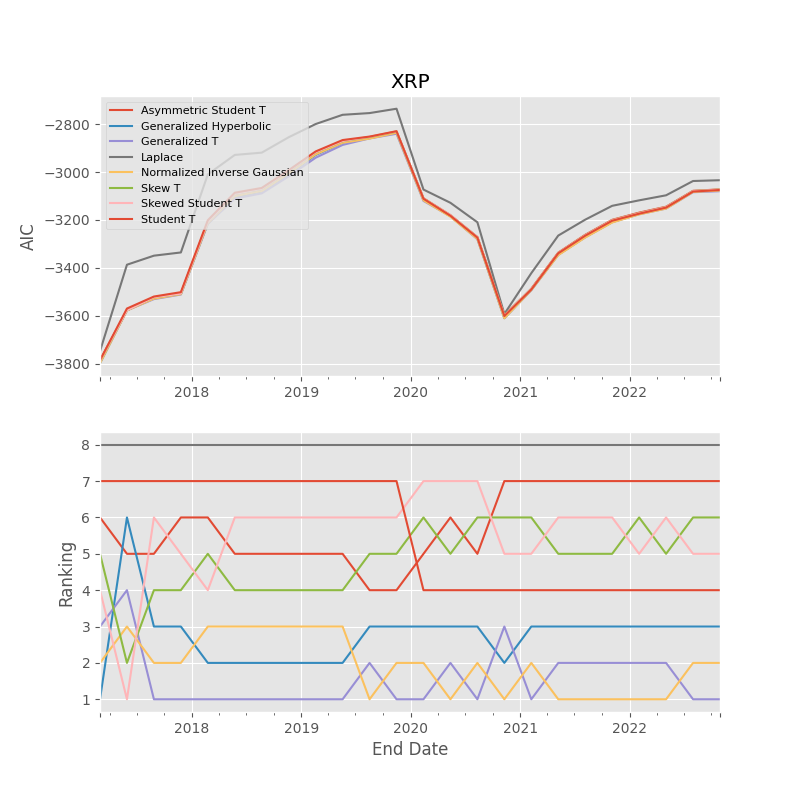 XRP
Asymmetric Student T
Generalized Hyperbolic
Generalized T
Laplace
Normalized Inverse Gaussian
Skew T
Skewed Student T
Student T
AIC
−2800
−3000
−3200
−3400
−3600
−3800
2018 2019 2020 2021 2022
Ranking
8
7
6
5
4
3
2
1
2018 2019 2020 2021 2022
End Date